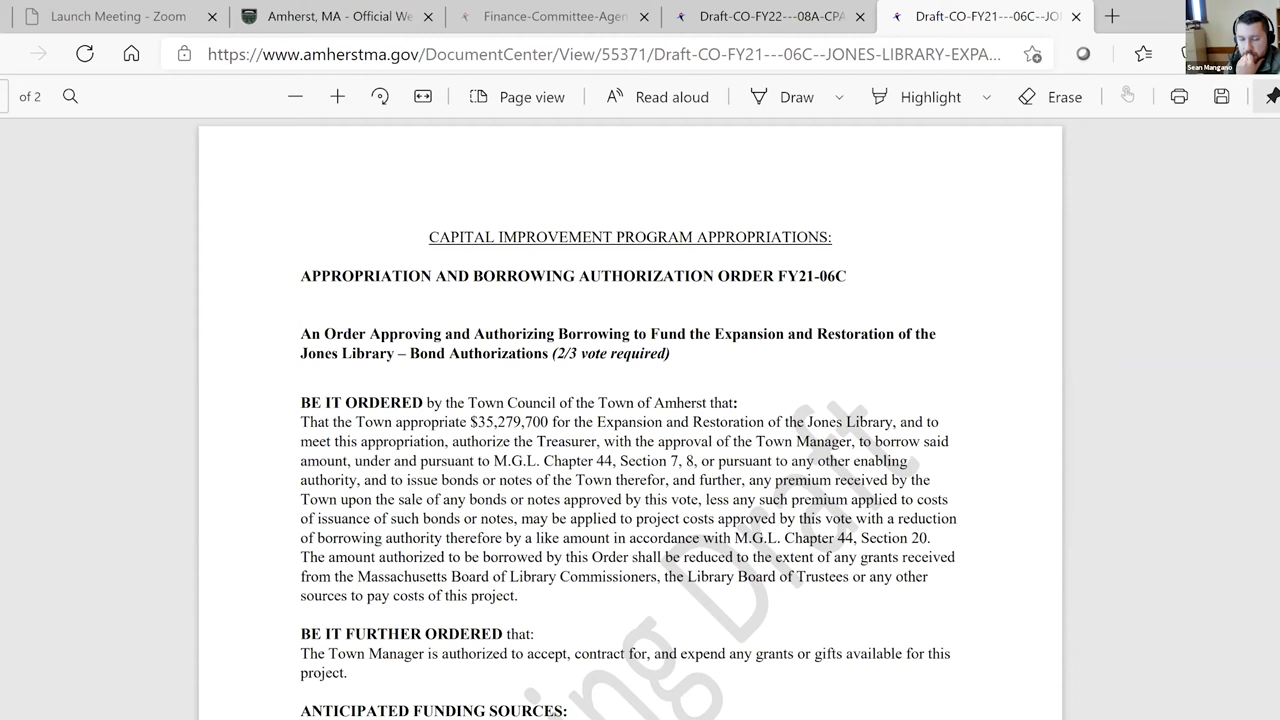 Launch Meeting - Zoom
Amherst, MA - Official We
Finance-Committee-Agen
Draft-CO-FY22---08A-CPA
Draft-CO-FY21---06C--JO
https://www.amherstma.gov/DocumentCenter/View/55371/Draft-CO-FY21---06C--JONES-LIBRARY-EXPA...
Sean Mangano
of 2
Page view
Read aloud
Draw
Highlight
Erase
CAPITAL IMPROVEMENT PROGRAM APPROPRIATIONS:
APPROPRIATION AND BORROWING AUTHORIZATION ORDER FY21-06C
An Order Approving and Authorizing Borrowing to Fund the Expansion and Restoration of the
Jones Library – Bond Authorizations (2/3 vote required)
BE IT ORDERED by the Town Council of the Town of Amherst that:
That the Town appropriate $35,279,700 for the Expansion and Restoration of the Jones Library, and to
meet this appropriation, authorize the Treasurer, with the approval of the Town Manager, to borrow said
amount, under and pursuant to M.G.L. Chapter 44, Section 7, 8, or pursuant to any other enabling
authority, and to issue bonds or notes of the Town therefor, and further, any premium received by the
Town upon the sale of any bonds or notes approved by this vote, less any such premium applied to costs
of issuance of such bonds or notes, may be applied to project costs approved by this vote with a reduction
of borrowing authority therefore by a like amount in accordance with M.G.L. Chapter 44, Section 20.
The amount authorized to be borrowed by this Order shall be reduced to the extent of any grants received
from the Massachusetts Board of Library Commissioners, the Library Board of Trustees or any other
sources to pay costs of this project.
BE IT FURTHER ORDERED that:
The Town Manager is authorized to accept, contract for, and expend any grants or gifts available for this
project.
ANTICIPATED FUNDING SOURCES:
ing Draft